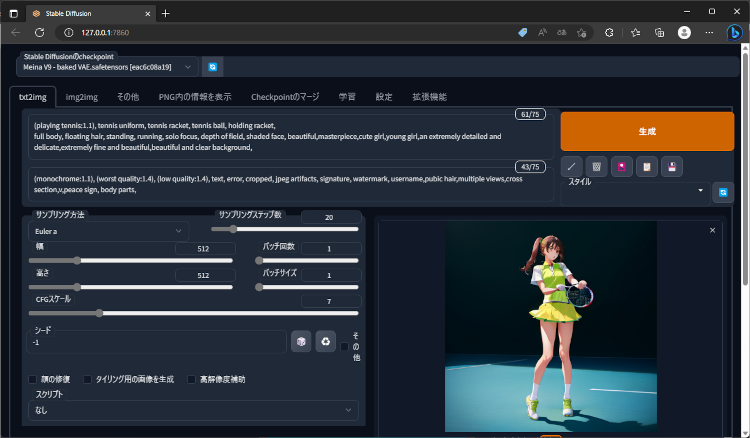 Stable Diffusion
127.0.0.1:7860
Stable Diffusionのcheckpoint
Meina V9 - baked VAE.safetensors [eac6c08a19]
txt2img img2img その他 PNG内の情報を表示 Checkpointのマージ 学習 設定 拡張機能
61/75
(playing tennis:1.1), tennis uniform, tennis racket, tennis ball, holding racket,
full body, floating hair, standing, running, solo focus, depth of field, shaded face, beautiful,masterpiece,cute girl,young girl,an extremely detailed and
delicate,extremely fine and beautiful,beautiful and clear background,
生成
43/75
(monochrome:1.1), (worst quality:1.4), (low quality:1.4), text, error, cropped, jpeg artifacts, signature, watermark, username,pubic hair,multiple views,cross
section,v,peace sign, body parts,
スタイル
サンプリング方法
Euler a
サンプリングステップ数 20
幅 512
バッチ回数 1
高さ 512
バッチサイズ 1
CFGスケール 7
シード
-1
その他
顔の修復 タイリング用の画像を生成 高解像度補助
スクリプト
なし